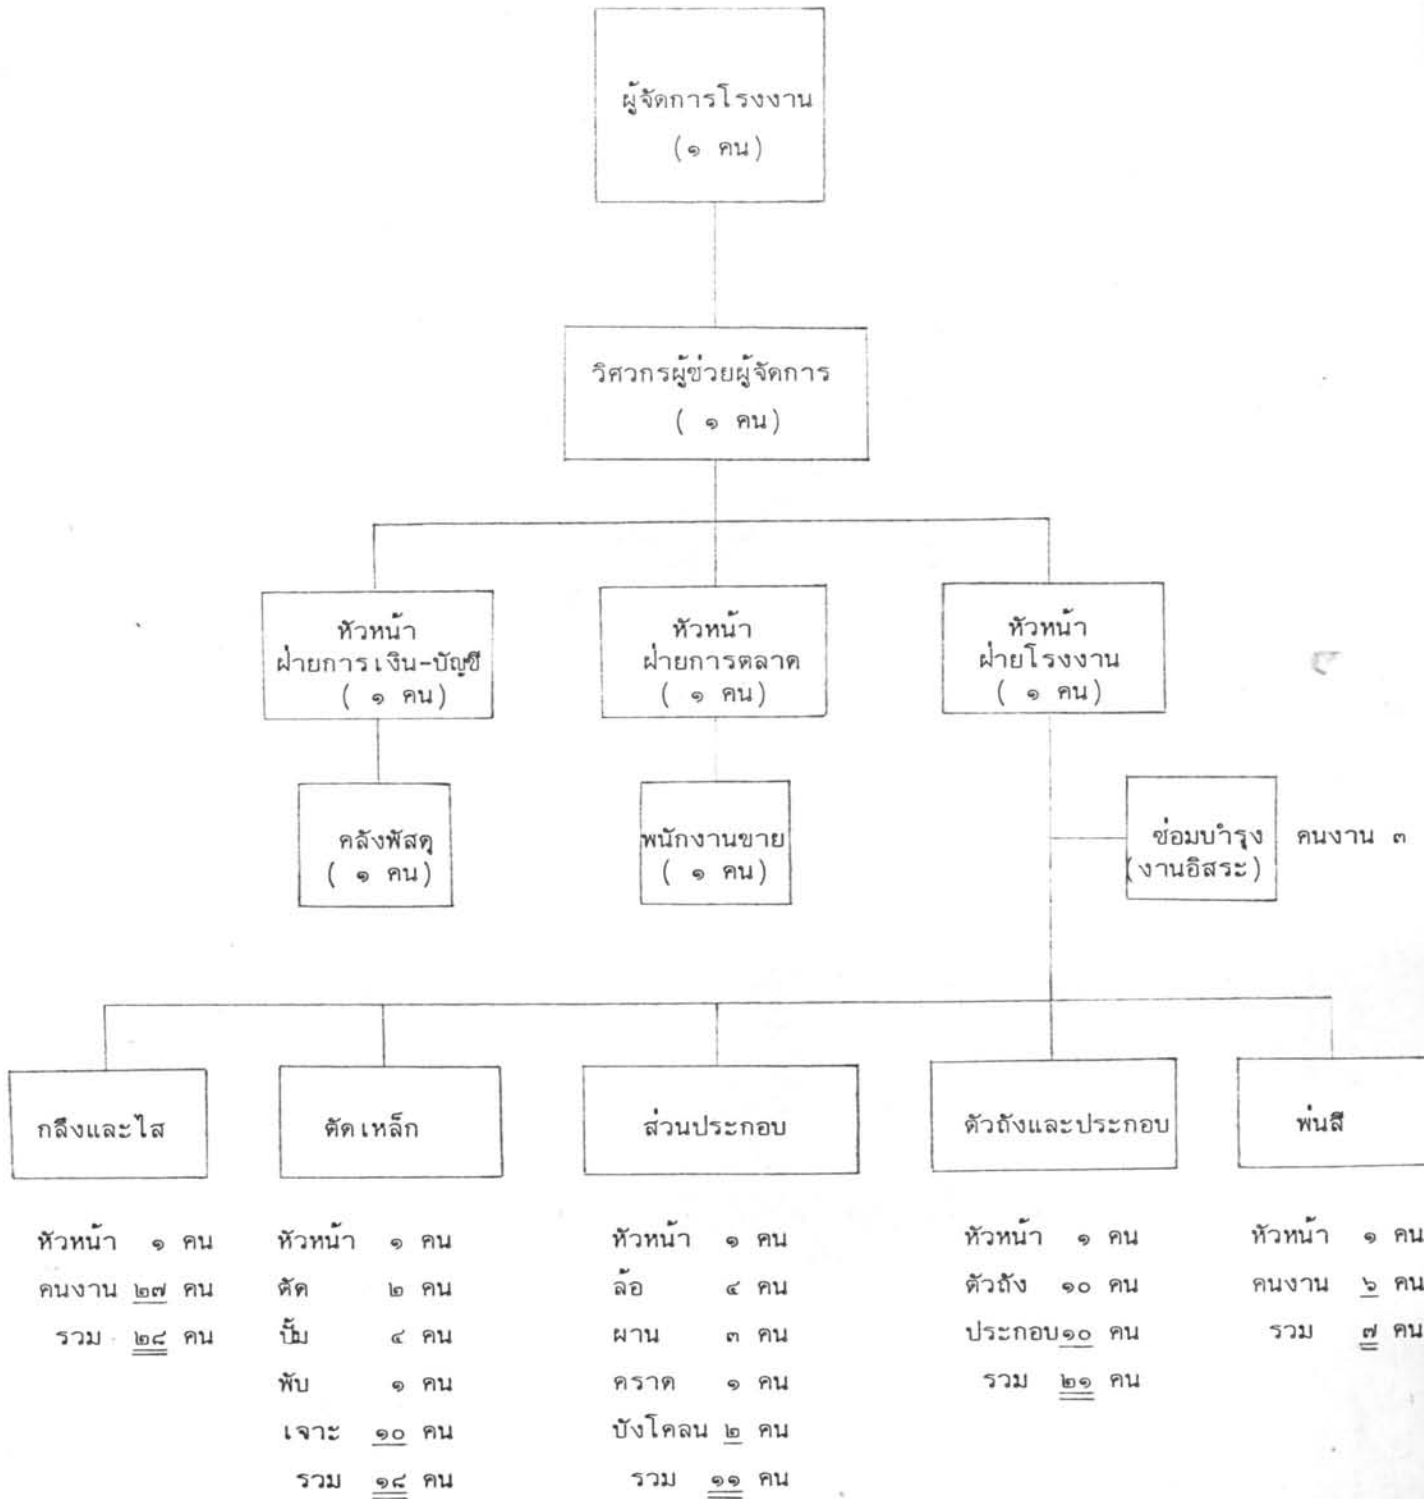 ผู้จัดการโรงงาน
(๑ คน)
วิศวกรผู้ช่วยผู้จัดการ
( ๑ คน)
หัวหน้า
ฝ่ายการเงิน-บัญชี
( ๑ คน)
หัวหน้า
ฝ่ายการตลาด
( ๑ คน)
หัวหน้า
ฝ่ายโรงงาน
( ๑ คน)
คลังพัสดุ
( ๑ คน)
พนักงานขาย
( ๑ คน)
ซ่อมบำรุง
(งานอิสระ)
คนงาน ๓
กลึงและไส
หัวหน้า ๑ คน
คนงาน ๒๗ คน
รวม ๒๘ คน
ตัดเหล็ก
หัวหน้า ๑ คน
ตัด ๒ คน
ปั๊ม ๔ คน
พับ ๑ คน
เจาะ ๑๐ คน
รวม ๑๘ คน
ส่วนประกอบ
หัวหน้า ๑ คน
ล้อ ๔ คน
ผาน ๓ คน
คราด ๑ คน
บังโคลน ๒ คน
รวม ๑๑ คน
ตัวถังและประกอบ
หัวหน้า ๑ คน
ตัวถัง ๑๐ คน
ประกอบ ๑๐ คน
รวม ๒๑ คน
พ่นสี
หัวหน้า ๑ คน
คนงาน ๖ คน
รวม ๗ คน